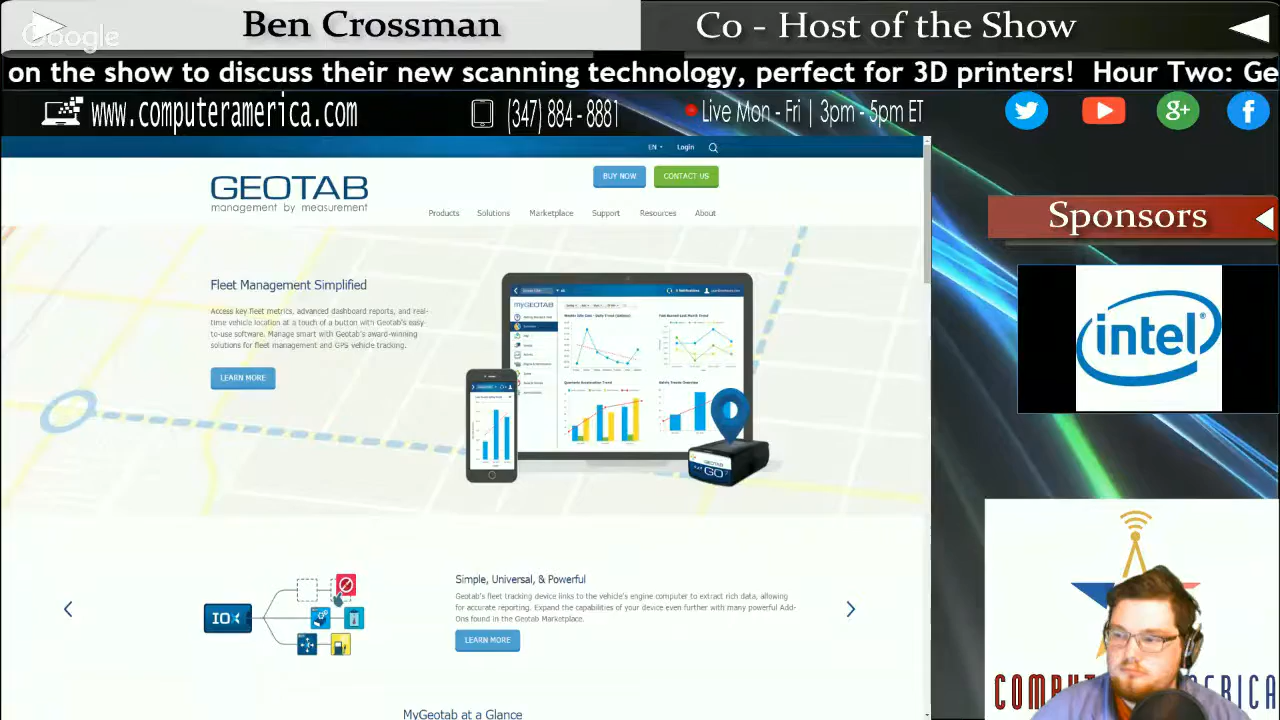 Google
Ben Crossman
Co - Host of the Show
on the show to discuss their new scanning technology, perfect for 3D printers! Hour Two: Ge
www.computeramerica.com
(347) 884 - 8881
Live Mon - Fri | 3pm - 5pm ET
g+
EN
Login
BUY NOW
CONTACT US
GEOTAB
management by measurement
Products
Solutions
Marketplace
Support
Resources
About
Sponsors
intel
Fleet Management Simplified
Access key fleet metrics, advanced dashboard reports, and real-
time vehicle location at a touch of a button with Geotab's easy-
to-use software. Manage smart with Geotab's award-winning
solutions for fleet management and GPS vehicle tracking.
LEARN MORE
myGEOTAB
GEOTAB
GO
IOX
Simple, Universal, & Powerful
Geotab's fleet tracking device links to the vehicle's engine computer to extract rich data, allowing
for accurate reporting. Expand the capabilities of your device even further with many powerful Add-
Ons found in the Geotab Marketplace.
LEARN MORE
MyGeotab at a Glance